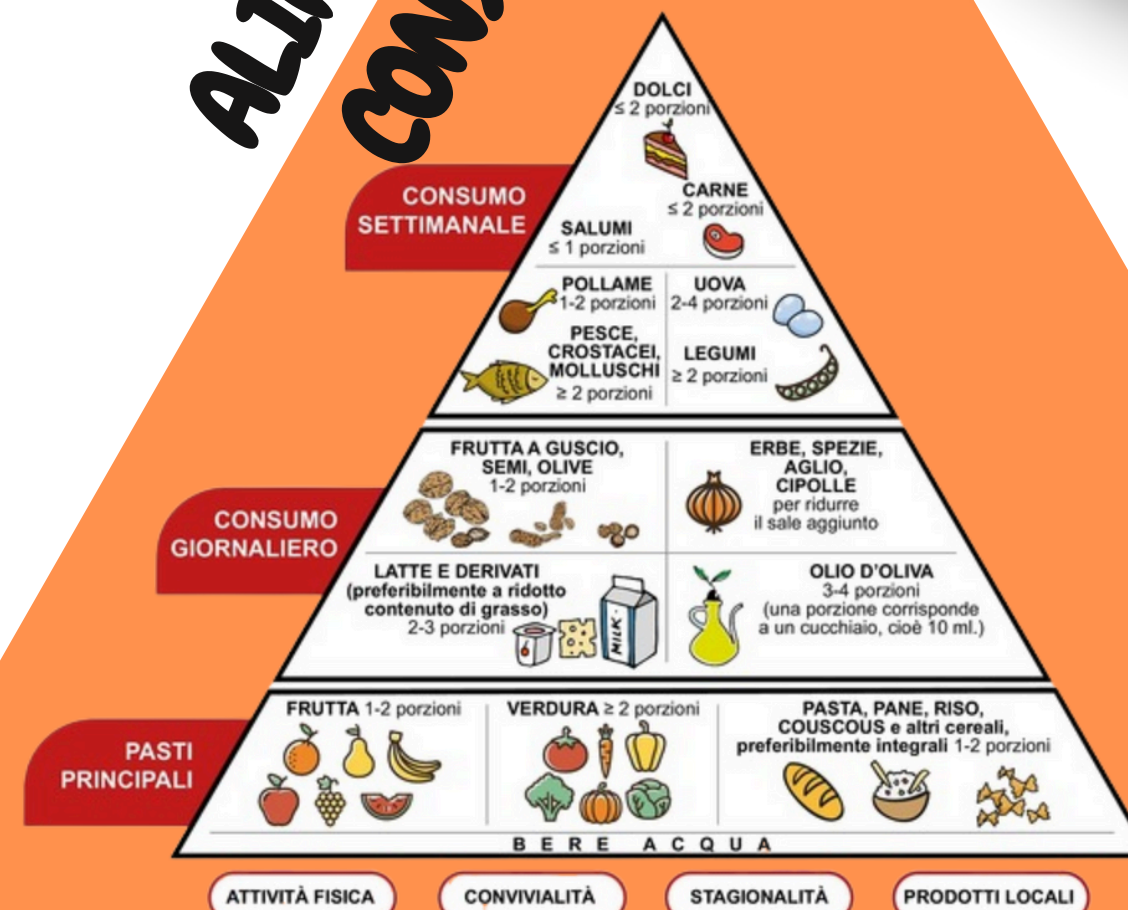 DOLCI
≤ 2 porzioni
CONSUMO
SETTIMANALE
CARNE
≤ 2 porzioni
SALUMI
≤ 1 porzioni
POLLAME
1-2 porzioni
UOVA
2-4 porzioni
PESCE,
CROSTACEI,
MOLLUSCHI
≥ 2 porzioni
LEGUMI
≥ 2 porzioni
CONSUMO
GIORNALIERO
FRUTTA A GUSCIO,
SEMI, OLIVE
1-2 porzioni
ERBE, SPEZIE,
AGLIO,
CIPOLLE
per ridurre
il sale aggiunto
LATTE E DERIVATI
(preferibilmente a ridotto
contenuto di grasso)
2-3 porzioni
MILK
OLIO D'OLIVA
3-4 porzioni
(una porzione corrisponde
a un cucchiaio, cioè 10 ml.)
PASTI
PRINCIPALI
FRUTTA 1-2 porzioni
VERDURA ≥ 2 porzioni
PASTA, PANE, RISO,
COUSCOUS e altri cereali,
preferibilmente integrali 1-2 porzioni
BERE ACQUA
ATTIVITÀ FISICA
CONVIVIALITÀ
STAGIONALITÀ
PRODOTTI LOCALI